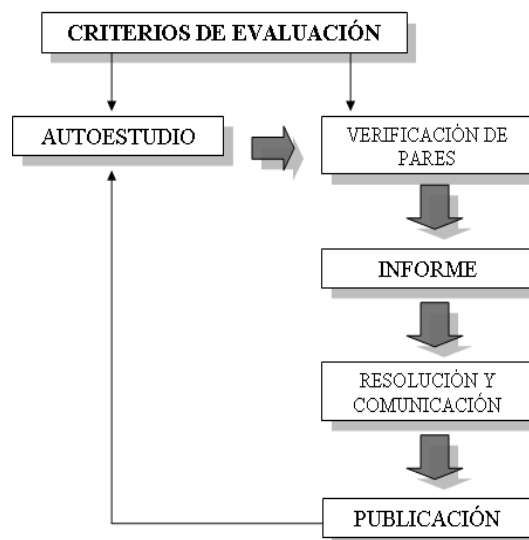 CRITERIOS DE EVALUACIÓN
AUTOESTUDIO
VERIFICACIÓN DE
PARES
INFORME
RESOLUCIÓN Y
COMUNICACIÓN
PUBLICACIÓN